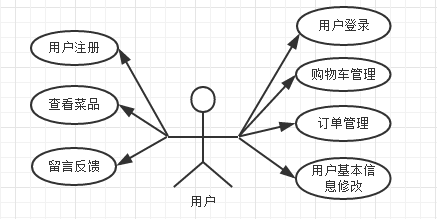 用户注册
查看菜品
留言反馈
用户登录
购物车管理
订单管理
用户基本信
息修改
用户